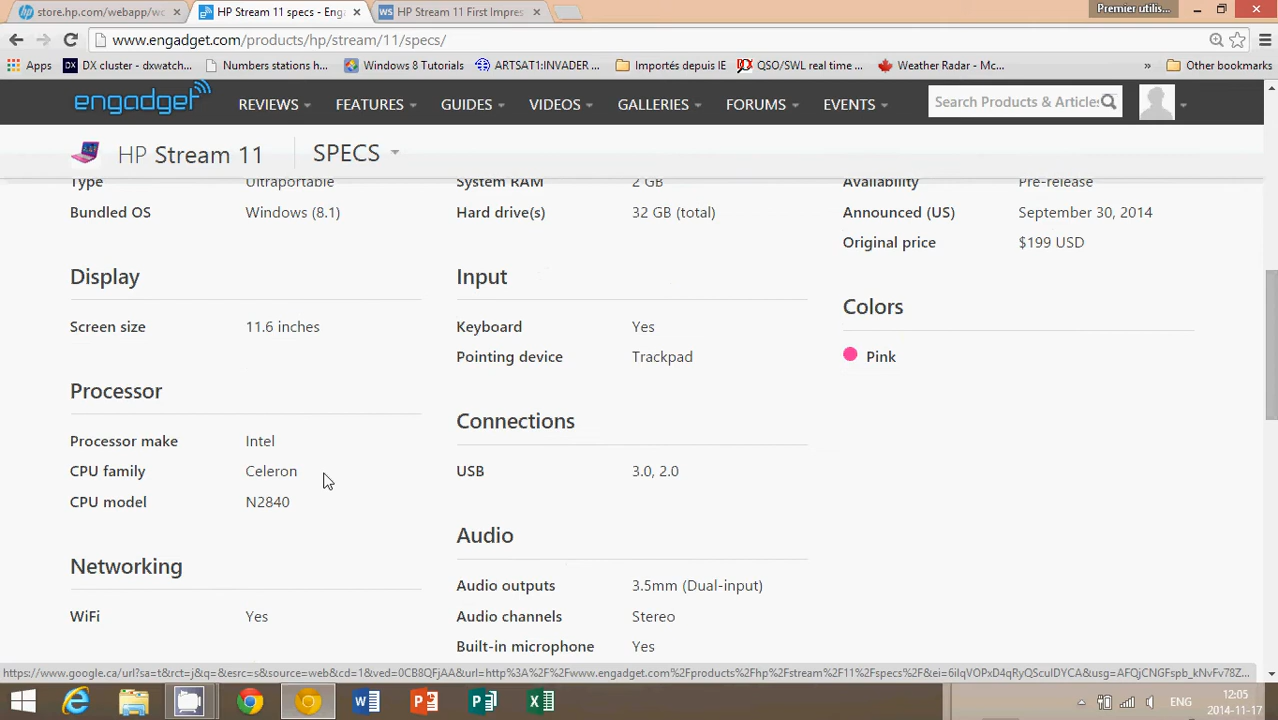 store.hp.com/webapp/wc
HP Stream 11 specs - Eng
HP Stream 11 First Impres
Premier utilis...
www.engadget.com/products/hp/stream/11/specs/
Apps
DX cluster - dxwatch...
Numbers stations h...
Windows 8 Tutorials
ARTSAT1:INVADER ...
Importés depuis IE
QSO/SWL real time ...
Weather Radar - Mc...
»
Other bookmarks
engadget
REVIEWS
FEATURES
GUIDES
VIDEOS
GALLERIES
FORUMS
EVENTS
Search Products & Articles
HP Stream 11
SPECS
Type Ultraportable
Bundled OS Windows (8.1)
Display
Screen size 11.6 inches
Processor
Processor make Intel
CPU family Celeron
CPU model N2840
Networking
WiFi Yes
System RAM 2 GB
Hard drive(s) 32 GB (total)
Input
Keyboard Yes
Pointing device Trackpad
Connections
USB 3.0, 2.0
Audio
Audio outputs 3.5mm (Dual-input)
Audio channels Stereo
Built-in microphone Yes
Availability Pre-release
Announced (US) September 30, 2014
Original price $199 USD
Colors
Pink
ENG
12:05
2014-11-17